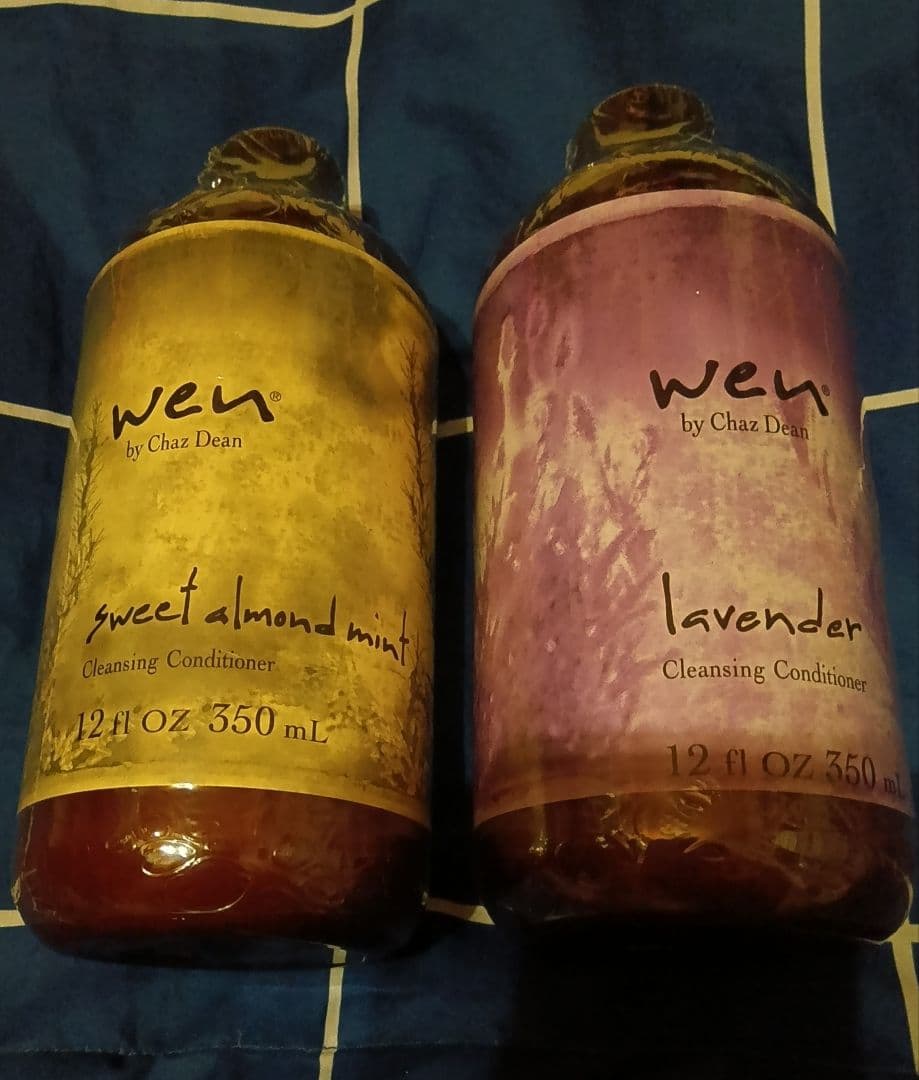 wen®
by Chaz Dean
sweet almond mint
Cleansing Conditioner
12 fl OZ 350 mL
wen®
by Chaz Dean
lavender
Cleansing Conditioner
12 fl OZ 350 mL